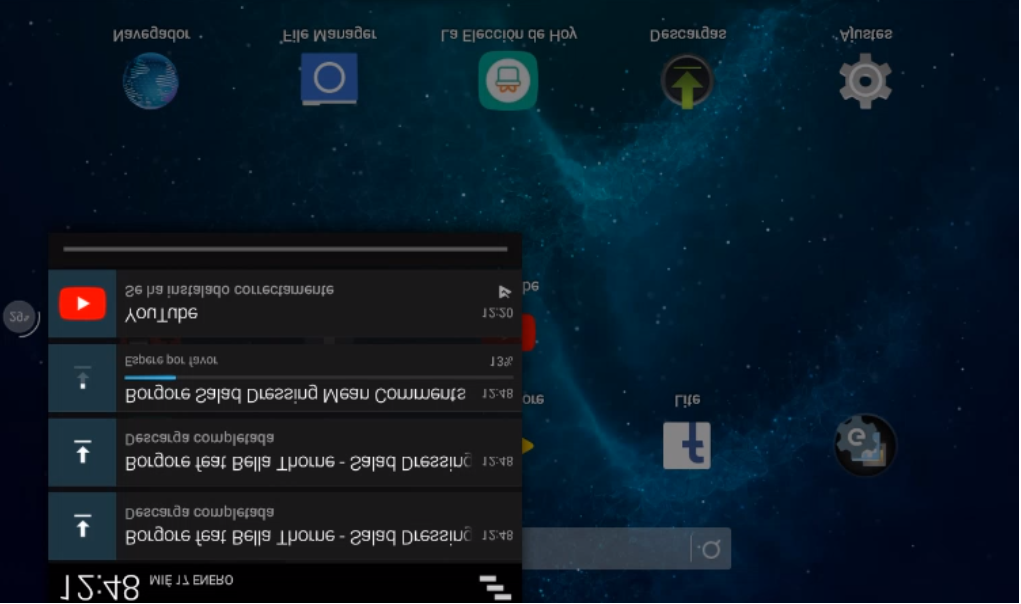 12:48 MIÉ 17 ENERO
Borgore feat Bella Thorne - Salad Dressing 12:48
Descarga completada
Borgore feat Bella Thorne - Salad Dressing 12:48
Descarga completada
Borgore Salad Dressing Mean Comments 12:48
Espere por favor 13%
YouTube 12:20
Se ha instalado correctamente
29%
G
ore
f
Lite
be
Navegador
File Manager
La Elección de Hoy
Descargas
Ajustes